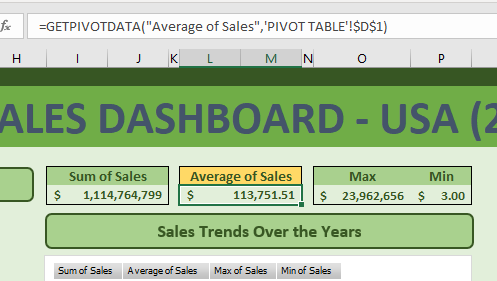 fx =GETPIVOTDATA("Average of Sales",'PIVOT TABLE'!$D$1)
H I J K L M N O P
ALES DASHBOARD - USA (2
Sum of Sales Average of Sales Max Min
$ 1,114,764,799 $ 113,751.51 $ 23,962,656 $ 3.00
Sales Trends Over the Years
Sum of Sales Average of Sales Max of Sales Min of Sales